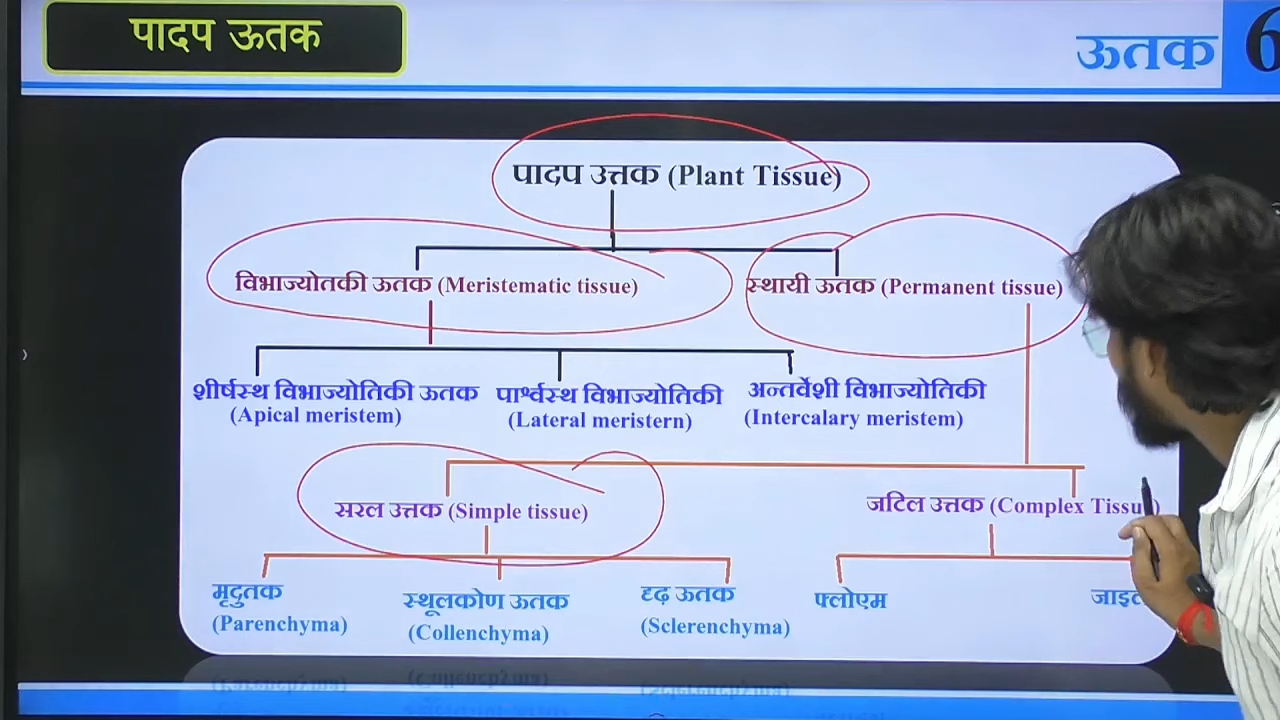 पादप ऊतक
ऊतक 6
पादप उत्तक (Plant Tissue)
विभाज्योतकी ऊतक (Meristematic tissue)
स्थायी ऊतक (Permanent tissue)
शीर्षस्थ विभाज्योतिकी ऊतक
(Apical meristem)
पार्श्वस्थ विभाज्योतिकी
(Lateral meristern)
अन्तर्वेशी विभाज्योतिकी
(Intercalary meristem)
सरल उत्तक (Simple tissue)
जटिल उत्तक (Complex
मृदुतक
(Parenchyma)
स्थूलकोण ऊतक
(Collenchyma)
दृढ़ ऊतक
(Sclerenchyma)
फ्लोएम